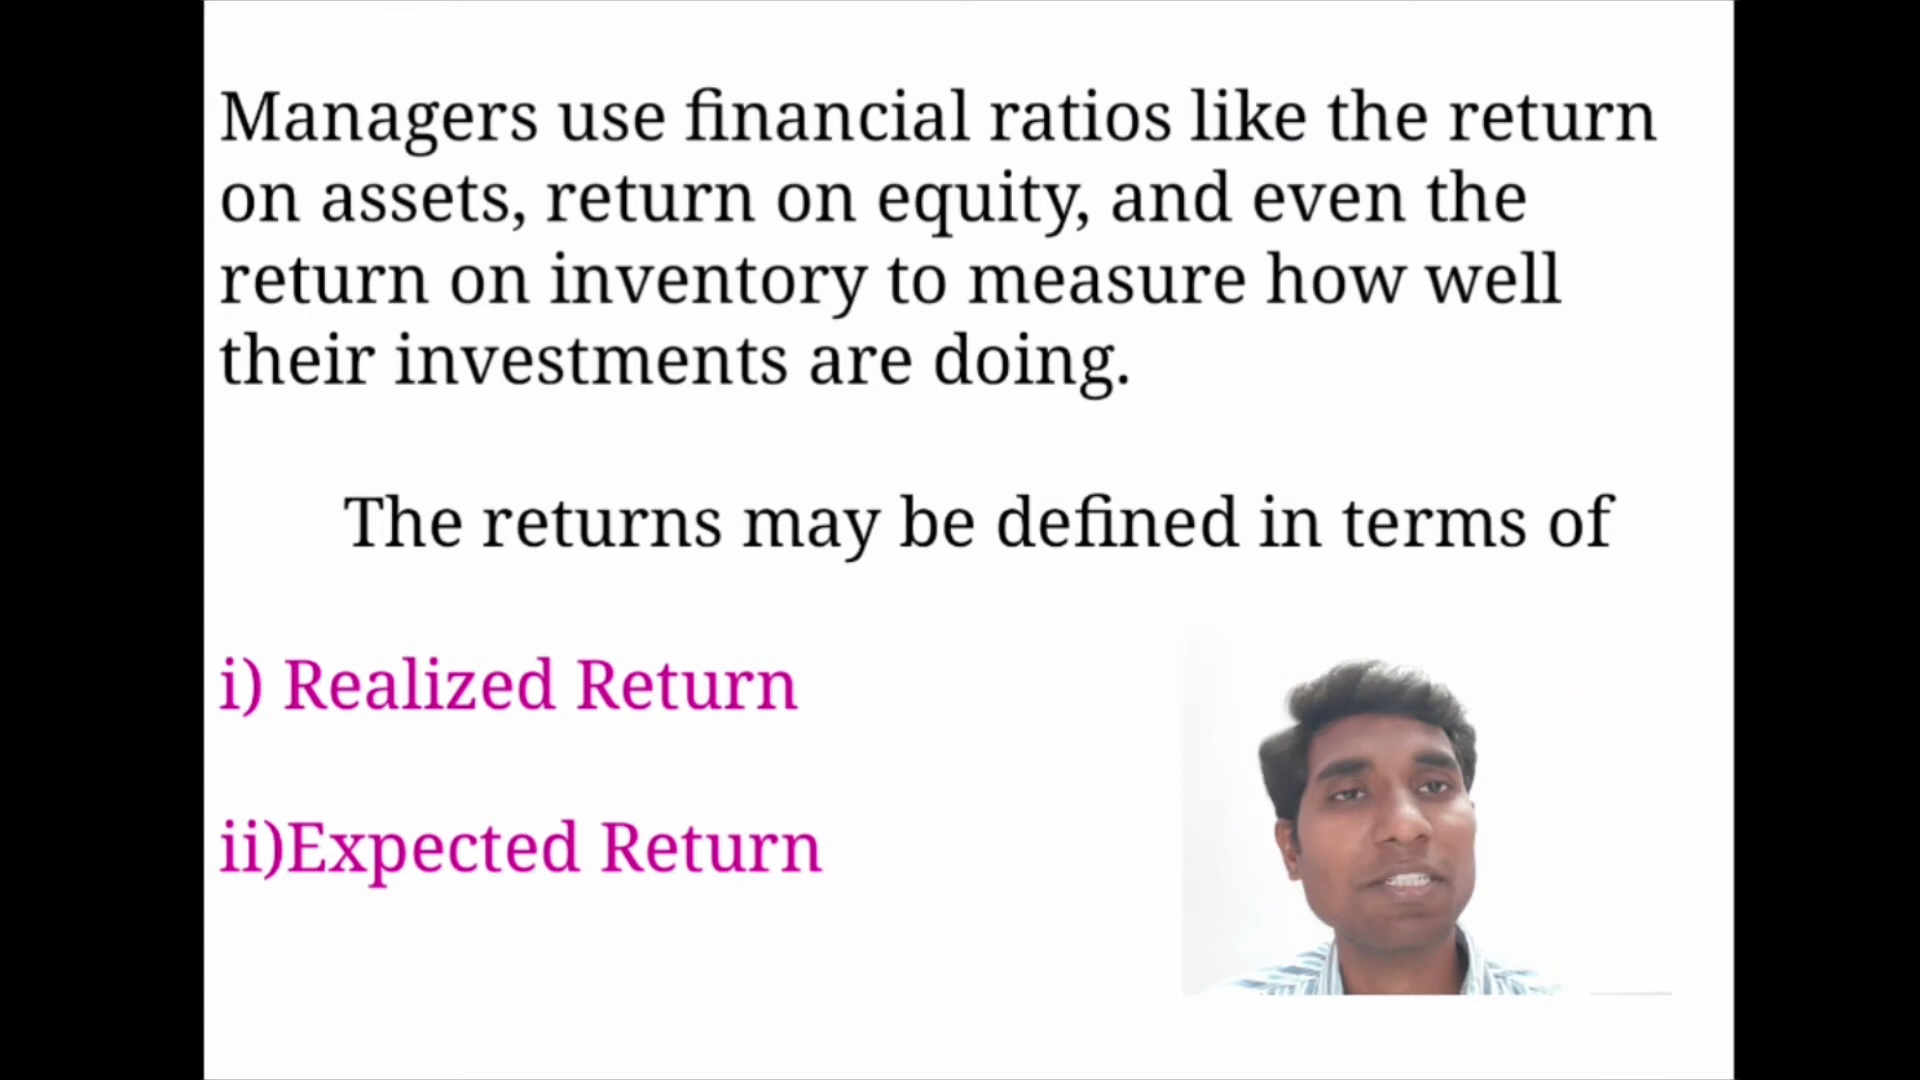 Managers use financial ratios like the return
on assets, return on equity, and even the
return on inventory to measure how well
their investments are doing.
The returns may be defined in terms of
i) Realized Return
ii)Expected Return